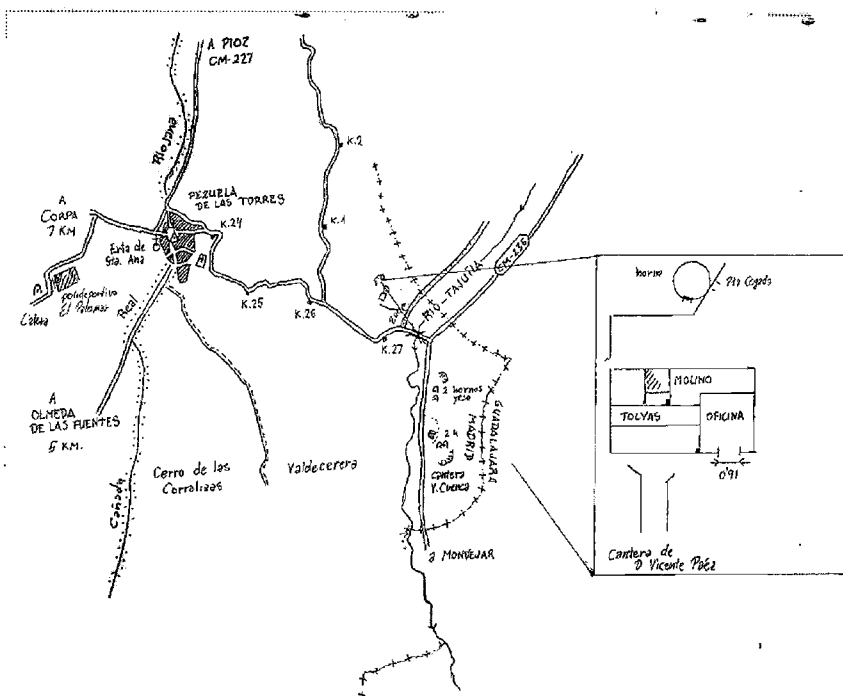 A PIOZ
CM-227
Riojana
K.2
A
CORPA
7 KM
PEZUELA
DE LAS TORRES
K.24
K.1
Erta de
Sta. Ana
polideportivo
El Palomar
Real
K.25
K.26
K.27
RIO-TAJUÑA
CM-236
A
OLMEDA
DE LAS FUENTES
5 KM.
Cañada
Cerro de las
Corralizas
Valdecerera
2 hornos
yeso
2 h
cantera
V. Cuenca
GUADALAJARA
MADRID
a MONDEJAR
horno
MOLINO
TOLVAS
OFICINA
0'91
Cantera de
D Vicente Páez